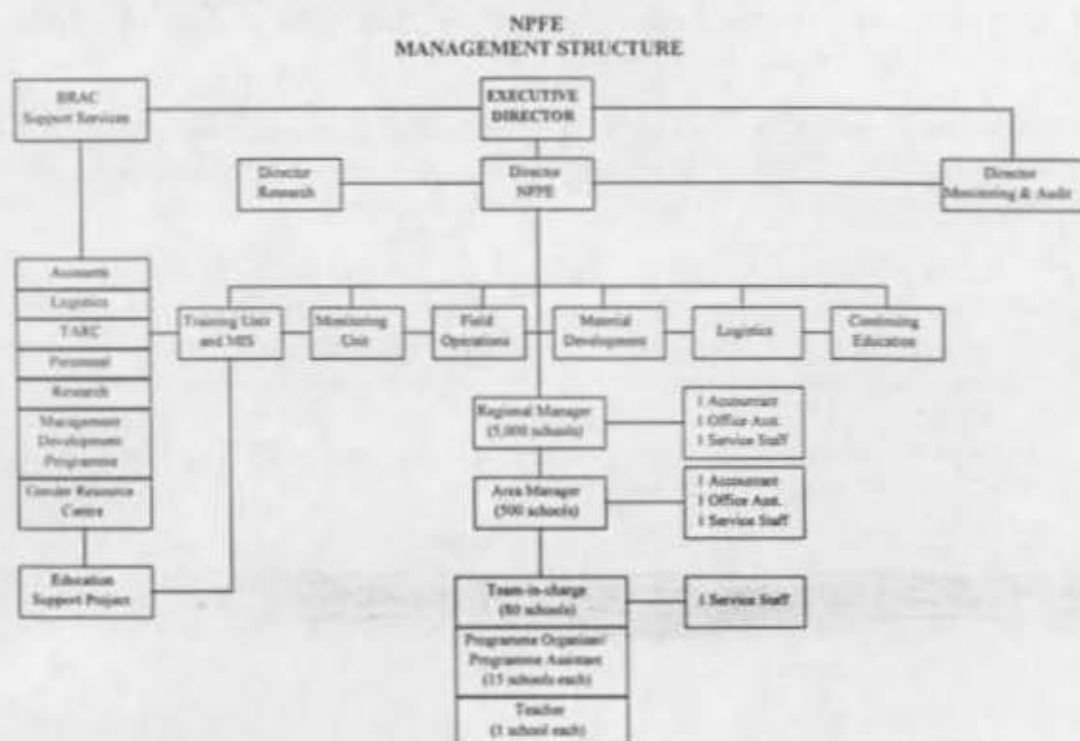 NPFE
MANAGEMENT STRUCTURE
BRAC
Support Services
EXECUTIVE
DIRECTOR
Director
Research
Director
NFPE
Director
Monitoring & Audit
Accounts
Logistics
TARC
Personnel
Research
Management
Development
Programme
Gender Resource
Centre
Training Unit
and MIS
Monitoring
Unit
Field
Operations
Material
Development
Logistics
Continuing
Education
Regional Manager
(5,000 schools)
1 Accountant
1 Office Asst.
1 Service Staff
Area Manager
(500 schools)
1 Accountant
1 Office Asst.
1 Service Staff
Education
Support Project
Team-in-charge
(80 schools)
1 Service Staff
Programme Organizer/
Programme Assistant
(15 schools each)
Teacher
(1 school each)